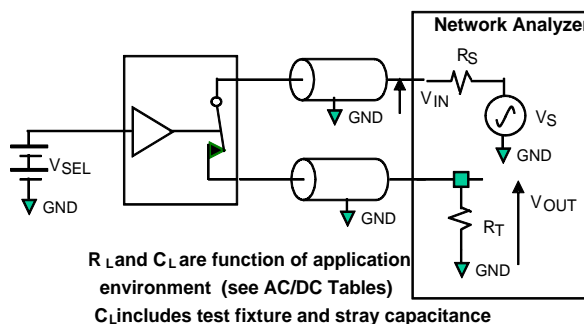 Network Analyzer
RS
VIN
GND
VS
GND
VSEL
GND
GND
VOUT
RT
GND
R L and C L are function of application
environment (see AC/DC Tables)
C L includes test fixture and stray capacitance